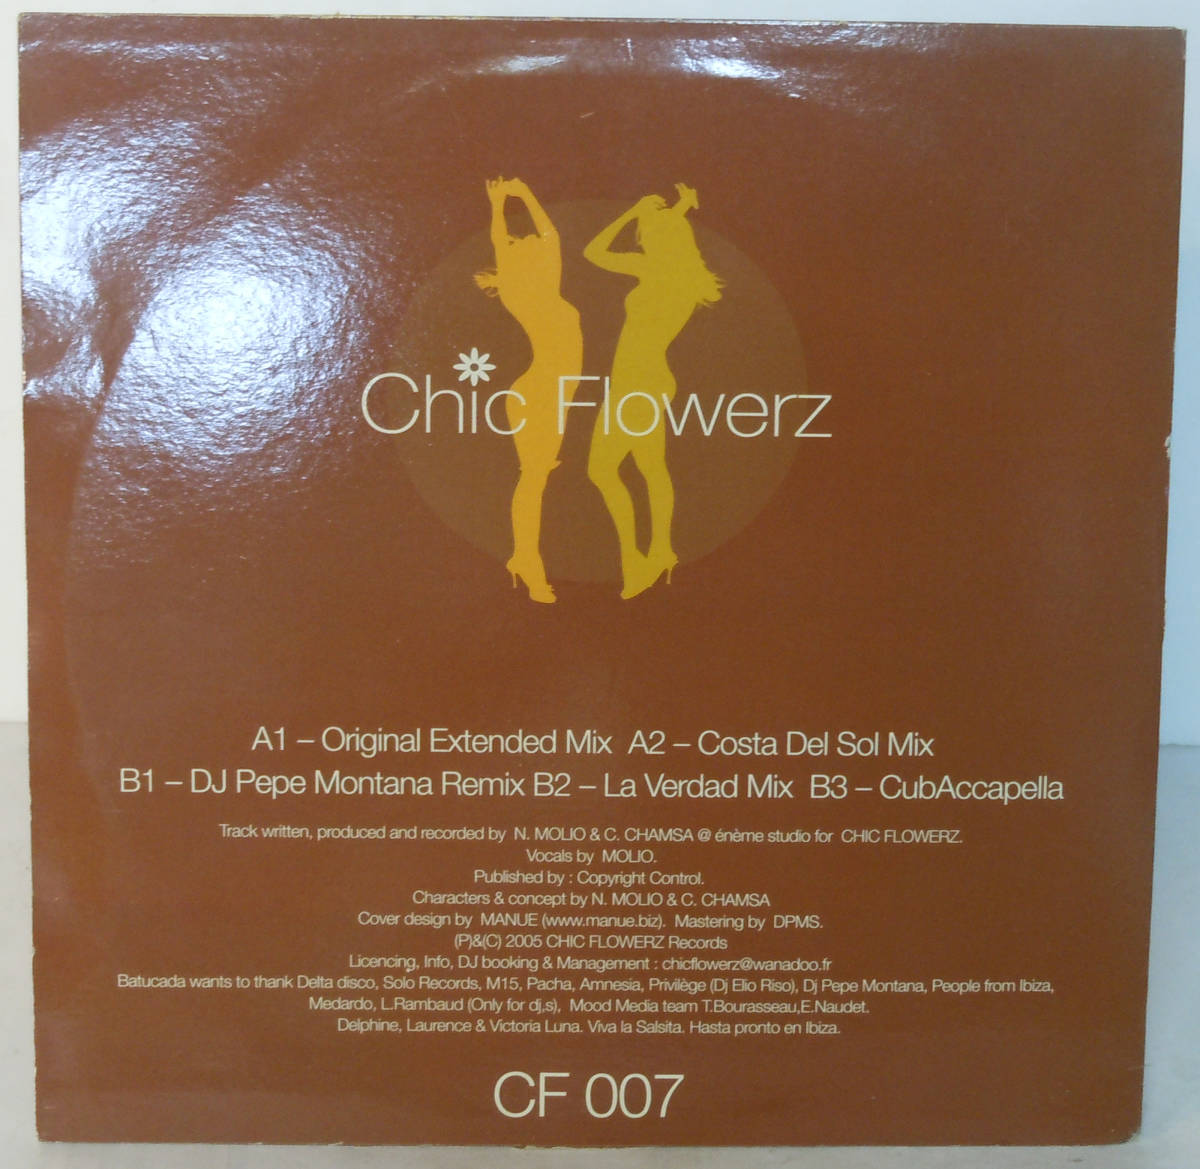 Chic Flowerz
A1 – Original Extended Mix A2 – Costa Del Sol Mix
B1 – DJ Pepe Montana Remix B2 – La Verdad Mix B3 – CubAccapella
Track written, produced and recorded by N. MOLIO & C. CHAMSA @ énème studio for CHIC FLOWERZ.
Vocals by MOLIO.
Published by : Copyright Control.
Characters & concept by N. MOLIO & C. CHAMSA
Cover design by MANUE (www.manue.biz). Mastering by DPMS.
(P)&(C) 2005 CHIC FLOWERZ Records
Licencing, Info, DJ booking & Management : chicflowerz@wanadoo.fr
Batucada wants to thank Delta disco, Solo Records, M15, Pacha, Amnesia, Privilège (Dj Elio Riso), Dj Pepe Montana, People from Ibiza,
Medardo, L.Rambaud (Only for dj,s), Mood Media team T.Bourasseau,E.Naudet.
Delphine, Laurence & Victoria Luna. Viva la Salsita. Hasta pronto en Ibiza.
CF 007